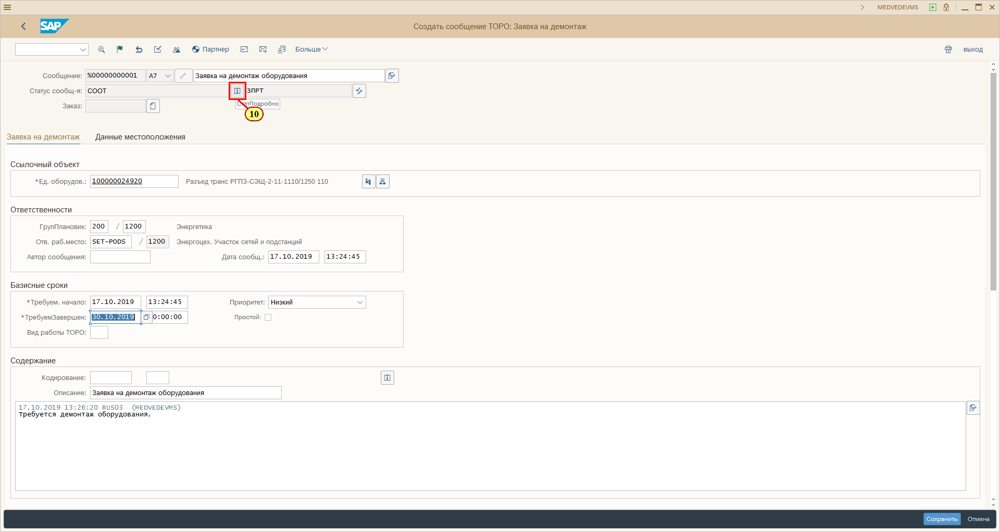 MEDVEDEVMS
SAP
Создать сообщение ТОРО: Заявка на демонтаж
Партнер
Больше
выход
Сообщение: %00000000001 A7 Заявка на демонтаж оборудования
Статус сообщ-я: СООТ ЗПРТ
СтатПодробно
Заказ:
10
Заявка на демонтаж Данные местоположения
Ссылочный объект
*Ед. оборудов.: 100000024920 Разъед транс РГПЗ-СЭЩ-2-11-1110/1250 110
Ответственности
ГрупПлановик: 200 / 1200 Энергетика
Отв. раб.место: SET-PODS / 1200 Энергоцех. Участок сетей и подстанций
Автор сообщения: Дата сообщ.: 17.10.2019 13:24:45
Базисные сроки
*Требуем. начало: 17.10.2019 13:24:45 Приоритет: Низкий
*ТребуемЗавершен: 30.10.2019 0:00:00 Простой:
Вид работы ТОРО:
Содержание
Кодирование:
Описание: Заявка на демонтаж оборудования
17.10.2019 13:26:20 RUS03 (MEDVEDEVMS)
Требуется демонтаж оборудования.
Сохранить Отмена